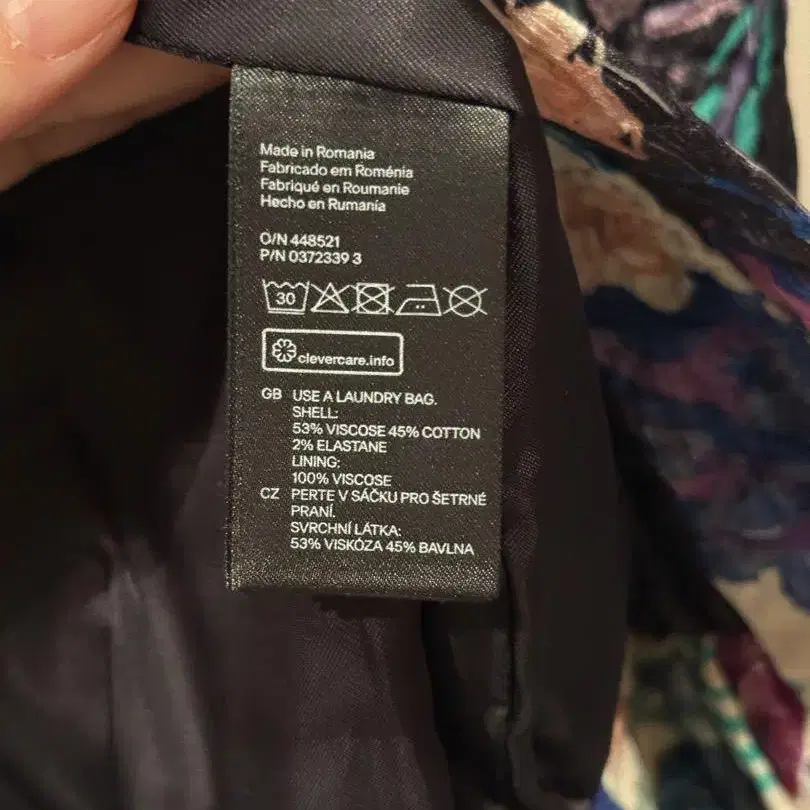 Made in Romania
Fabricado em Roménia
Fabriqué en Roumanie
Hecho en Rumania
O/N 448521
P/N 0372339 3
30
clevercare.info
GB USE A LAUNDRY BAG.
SHELL:
53% VISCOSE 45% COTTON
2% ELASTANE
LINING:
100% VISCOSE
CZ PERTE V SÁČKU PRO ŠETRNÉ
PRANÍ.
SVRCHNÍ LÁTKA:
53% VISKÓZA 45% BAVLNA